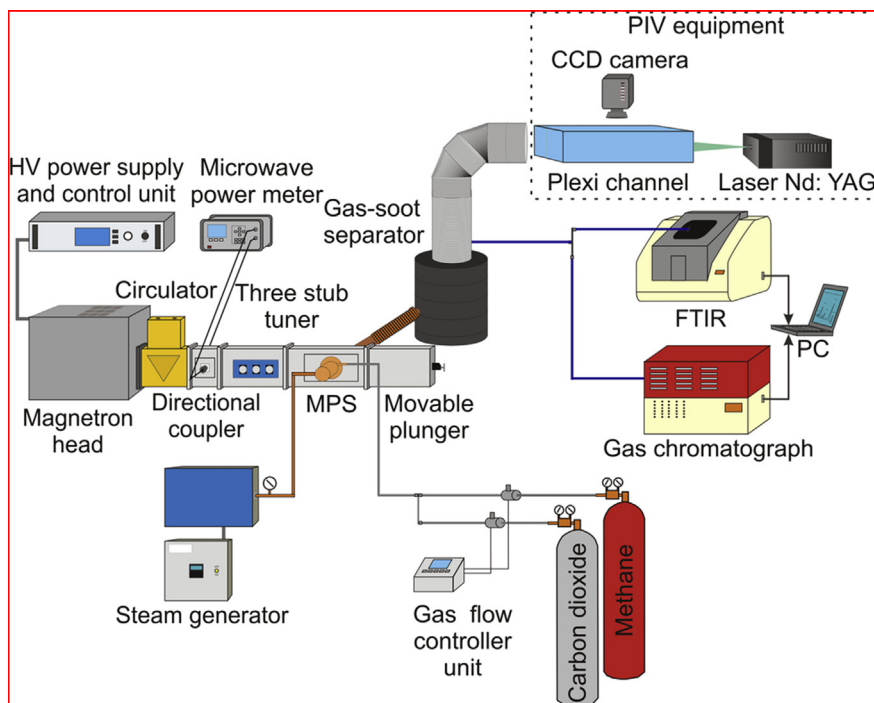 PIV equipment
CCD camera
Plexi channel
Laser Nd: YAG
HV power supply
and control unit
Microwave
power meter
Gas-soot
separator
Circulator
Three stub
tuner
FTIR
PC
Magnetron
head
Directional
coupler
MPS
Movable
plunger
Gas chromatograph
Steam generator
Gas flow
controller
unit
Carbon dioxide
Methane